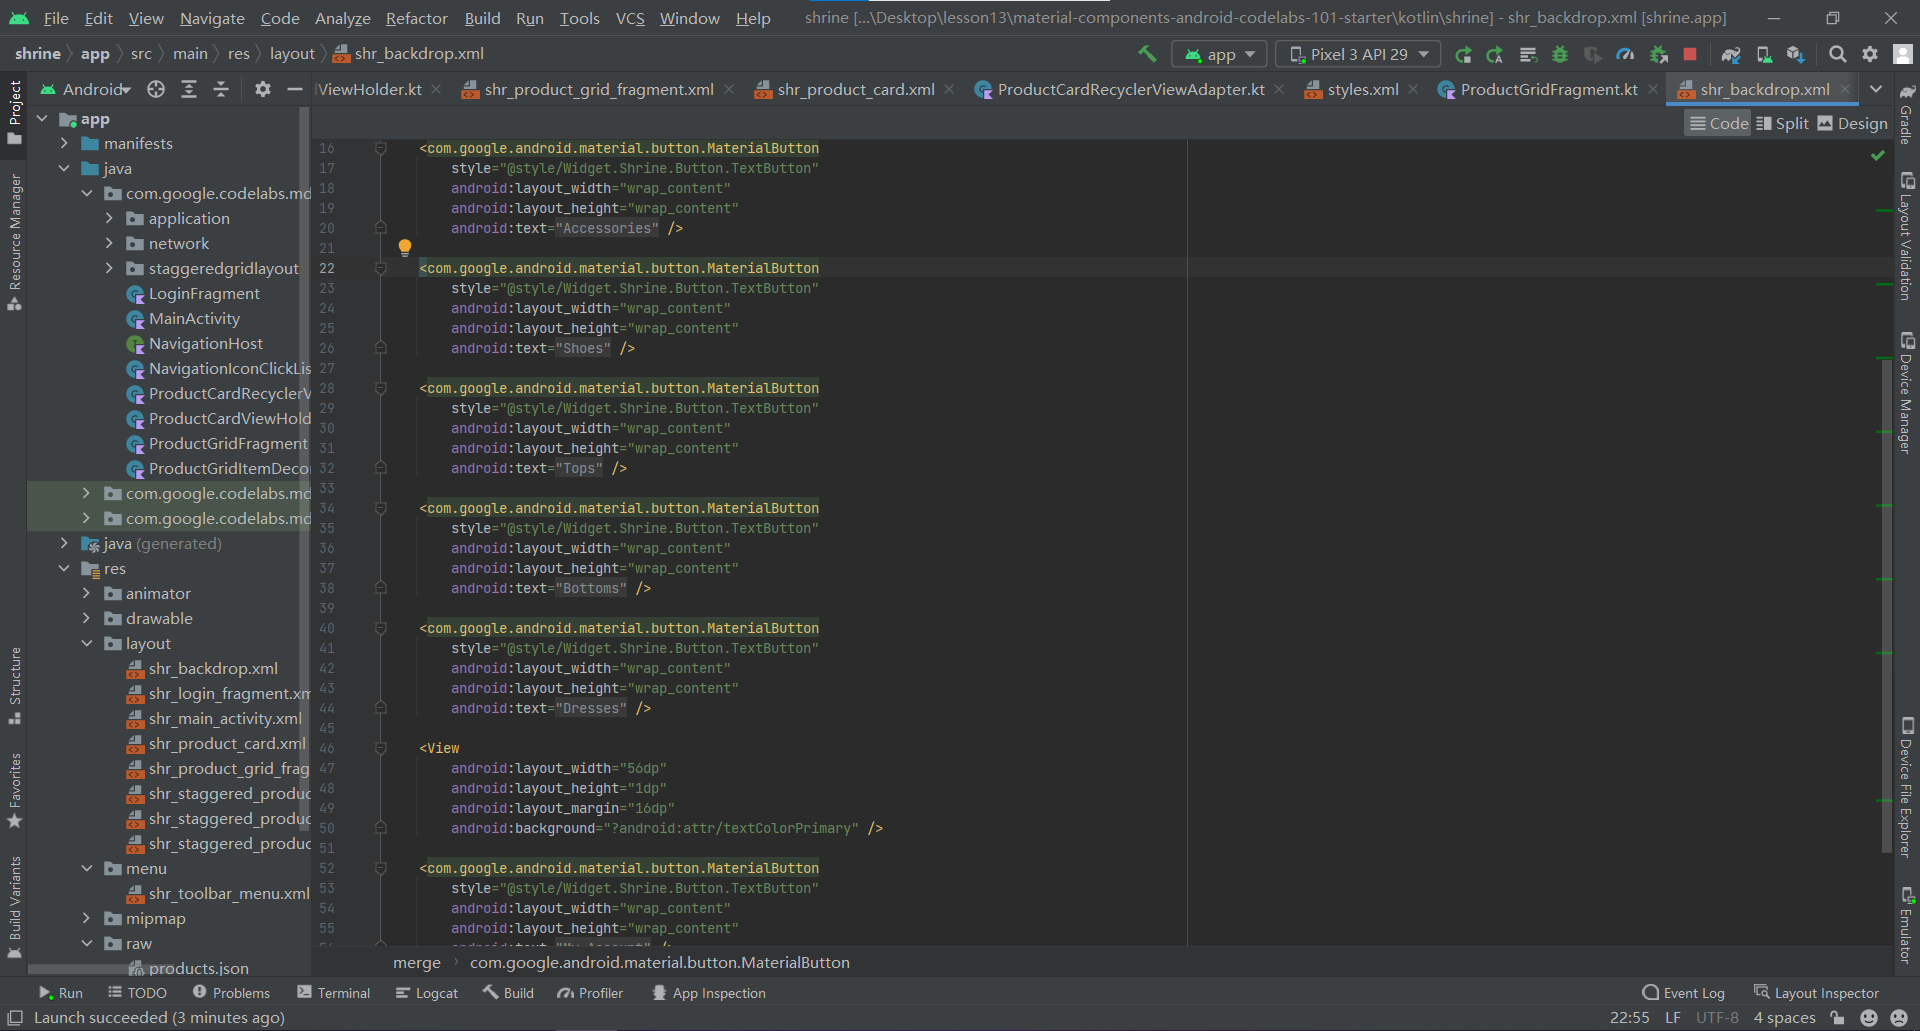 File Edit View Navigate Code Analyze Refactor Build Run Tools VCS Window Help shrine [...\Desktop\lesson13\material-components-android-codelabs-101-starter\kotlin\shrine] - shr_backdrop.xml [shrine.app]
shrine app src main res layout shr_backdrop.xml app Pixel 3 API 29
Android ViewHolder.kt shr_product_grid_fragment.xml shr_product_card.xml ProductCardRecyclerViewAdapter.kt styles.xml ProductGridFragment.kt shr_backdrop.xml
Code Split Design
Project
Resource Manager
Structure
Favorites
Build Variants
app
manifests
java
com.google.codelabs.md
application
network
staggeredgridlayout
LoginFragment
MainActivity
NavigationHost
NavigationIconClickLis
ProductCardRecyclerV
ProductCardViewHold
ProductGridFragment
ProductGridItemDeco
com.google.codelabs.md
com.google.codelabs.md
java (generated)
res
animator
drawable
layout
shr_backdrop.xml
shr_login_fragment.xm
shr_main_activity.xml
shr_product_card.xml
shr_product_grid_frag
shr_staggered_produc
shr_staggered_produc
shr_staggered_produc
menu
shr_toolbar_menu.xml
mipmap
raw
products.json
16 <com.google.android.material.button.MaterialButton
17 style="@style/Widget.Shrine.Button.TextButton"
18 android:layout_width="wrap_content"
19 android:layout_height="wrap_content"
20 android:text="Accessories" />
21
22 <com.google.android.material.button.MaterialButton
23 style="@style/Widget.Shrine.Button.TextButton"
24 android:layout_width="wrap_content"
25 android:layout_height="wrap_content"
26 android:text="Shoes" />
27
28 <com.google.android.material.button.MaterialButton
29 style="@style/Widget.Shrine.Button.TextButton"
30 android:layout_width="wrap_content"
31 android:layout_height="wrap_content"
32 android:text="Tops" />
33
34 <com.google.android.material.button.MaterialButton
35 style="@style/Widget.Shrine.Button.TextButton"
36 android:layout_width="wrap_content"
37 android:layout_height="wrap_content"
38 android:text="Bottoms" />
39
40 <com.google.android.material.button.MaterialButton
41 style="@style/Widget.Shrine.Button.TextButton"
42 android:layout_width="wrap_content"
43 android:layout_height="wrap_content"
44 android:text="Dresses" />
45
46 <View
47 android:layout_width="56dp"
48 android:layout_height="1dp"
49 android:layout_margin="16dp"
50 android:background="?android:attr/textColorPrimary" />
51
52 <com.google.android.material.button.MaterialButton
53 style="@style/Widget.Shrine.Button.TextButton"
54 android:layout_width="wrap_content"
55 android:layout_height="wrap_content"
Gradle
Layout Validation
Device Manager
Device File Explorer
Emulator
merge com.google.android.material.button.MaterialButton
Run TODO Problems Terminal Logcat Build Profiler App Inspection Event Log Layout Inspector
Launch succeeded (3 minutes ago) 22:55 LF UTF-8 4 spaces